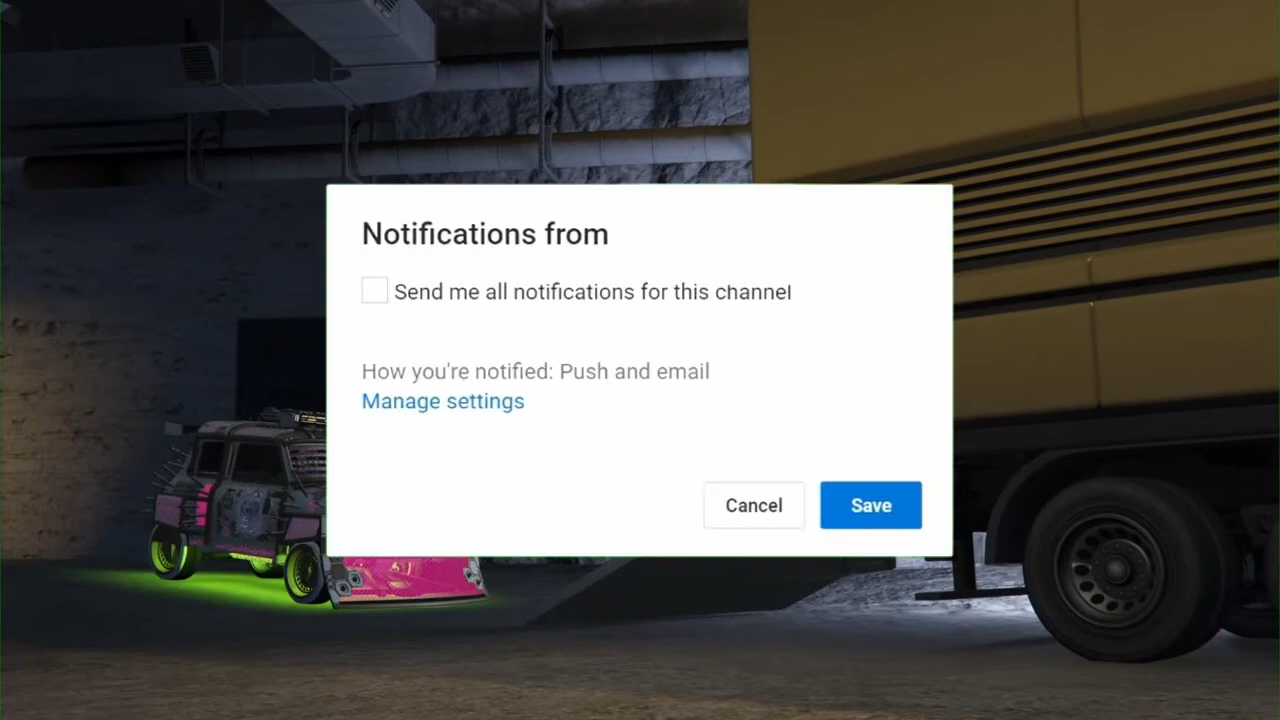 Notifications from
Send me all notifications for this channel
How you're notified: Push and email
Manage settings
Cancel
Save